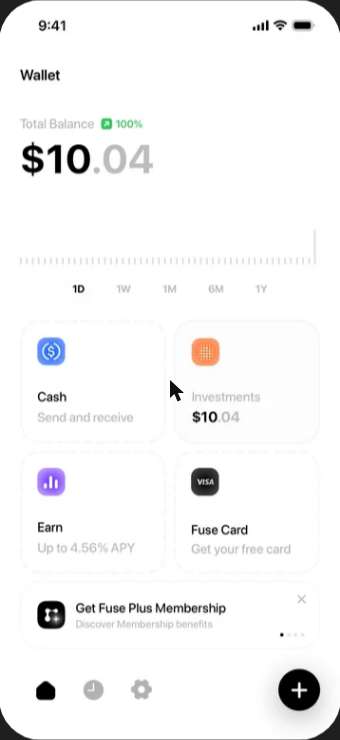 9:41
Wallet
Total Balance 100%
$10.04
1D 1W 1M 6M 1Y
Cash
Send and receive
Investments
$10.04
Earn
Up to 4.56% APY
VISA
Fuse Card
Get your free card
Get Fuse Plus Membership
Discover Membership benefits